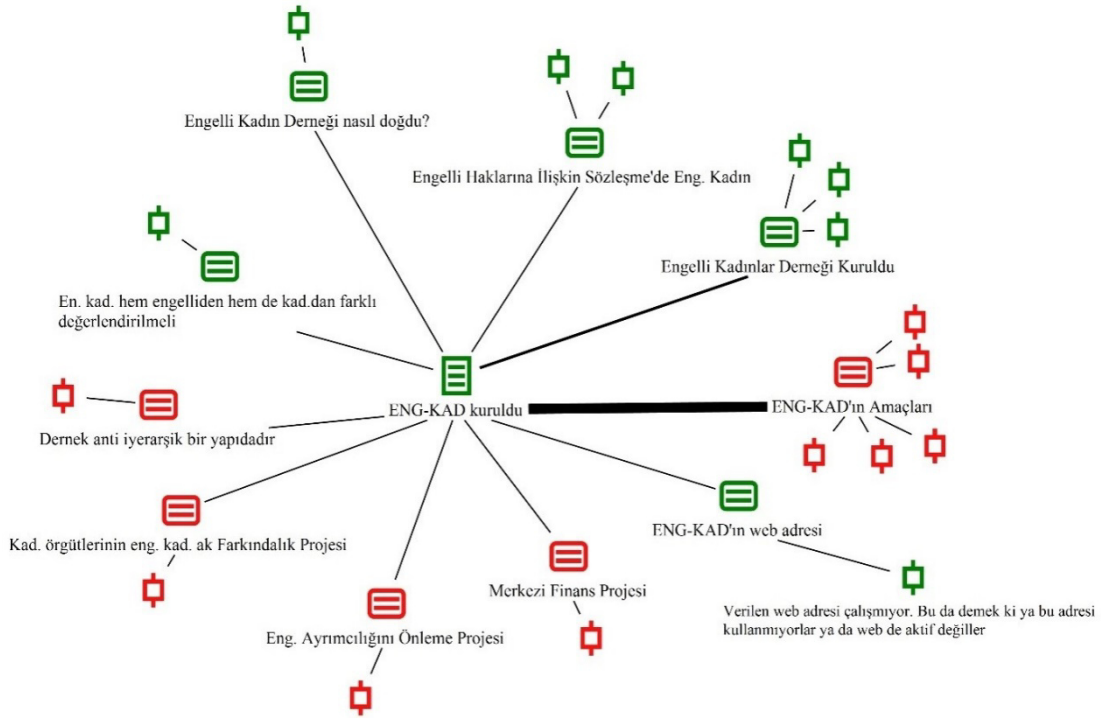 Engelli Kadın Derneği nasıl doğdu?
Engelli Haklarına İlişkin Sözleşme'de Eng. Kadın
Engelli Kadınlar Derneği Kuruldu
En. kad. hem engelliden hem de kad.dan farklı
değerlendirilmeli
ENG-KAD kuruldu
ENG-KAD'ın Amaçları
Dernek anti iyerarşik bir yapıdadır
ENG-KAD'ın web adresi
Kad. örgütlerinin eng. kad. ak Farkındalık Projesi
Merkezi Finans Projesi
Verilen web adresi çalışmıyor. Bu da demek ki ya bu adresi
kullanmıyorlar ya da web de aktif değiller
Eng. Ayrımcılığını Önleme Projesi